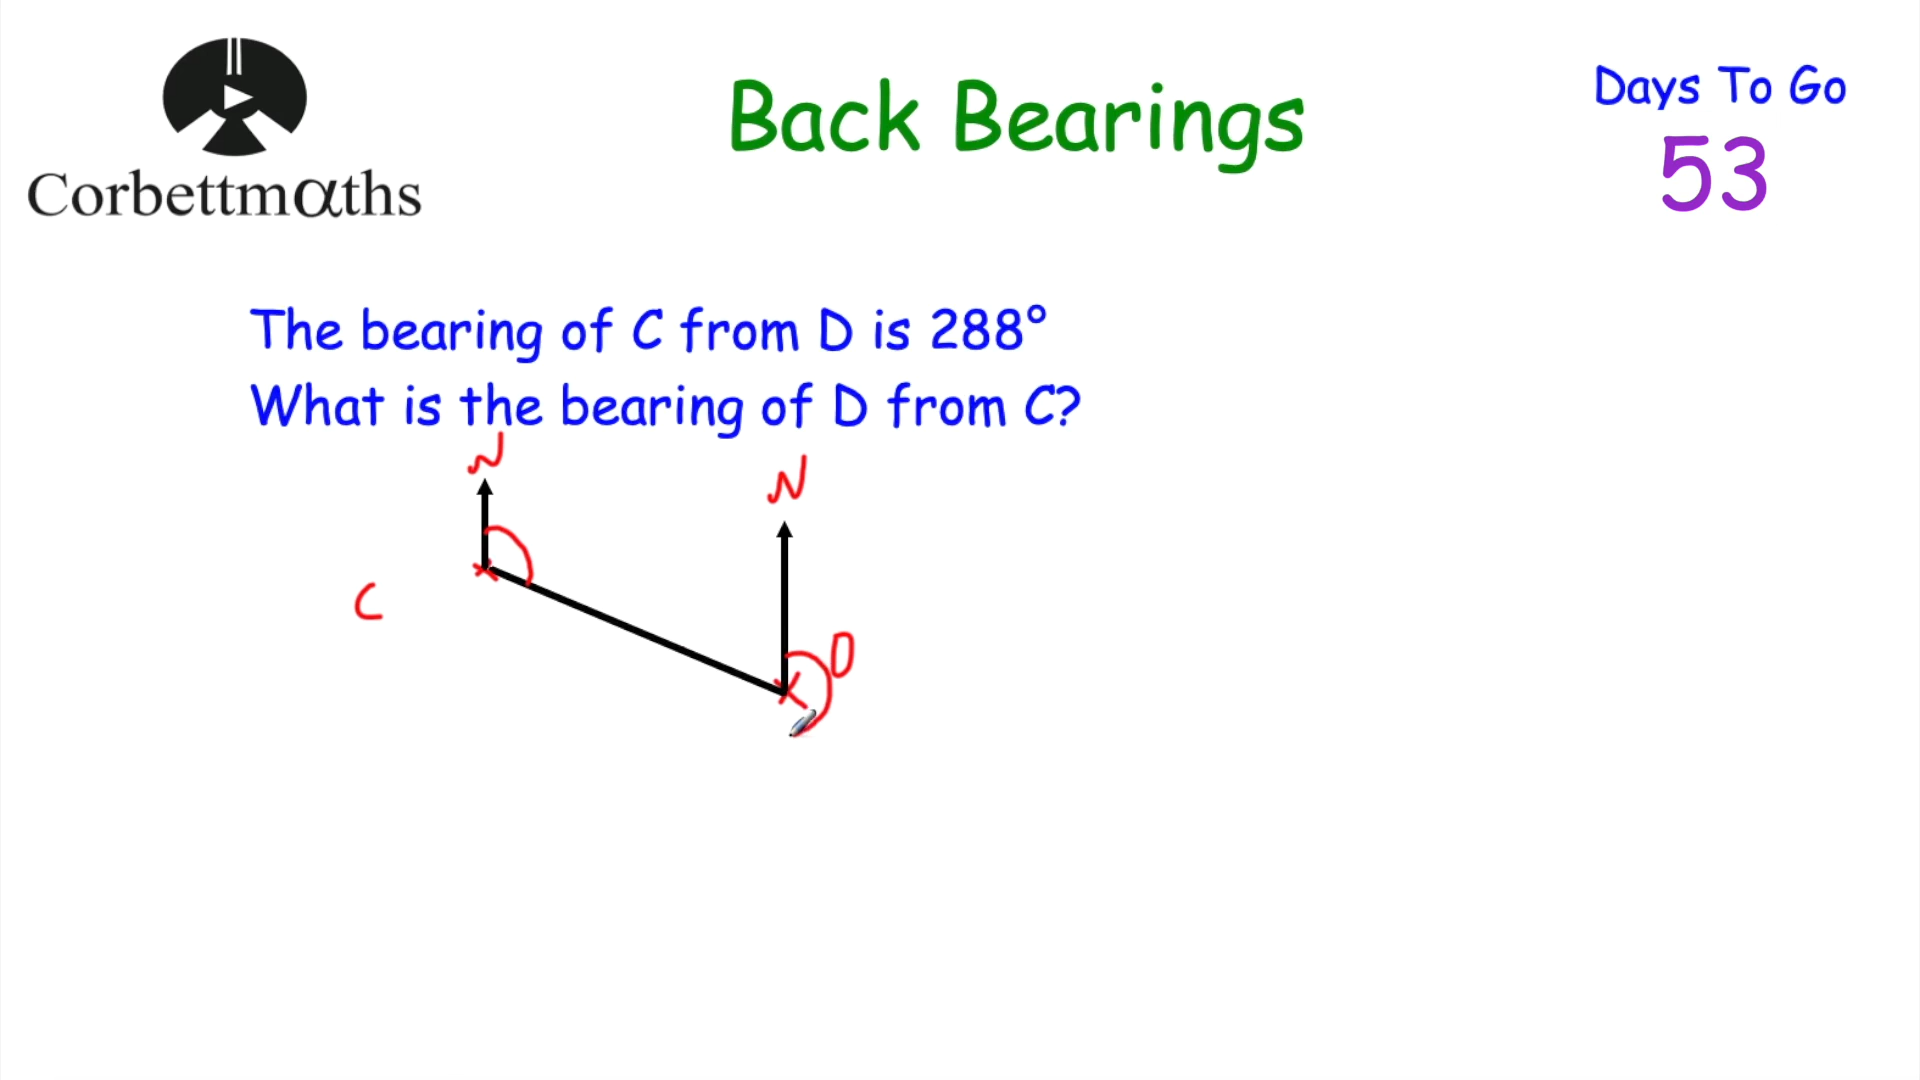 Back Bearings
Days To Go
53
Corbettmαths
The bearing of C from D is 288°
What is the bearing of D from C?
N
N
C
D